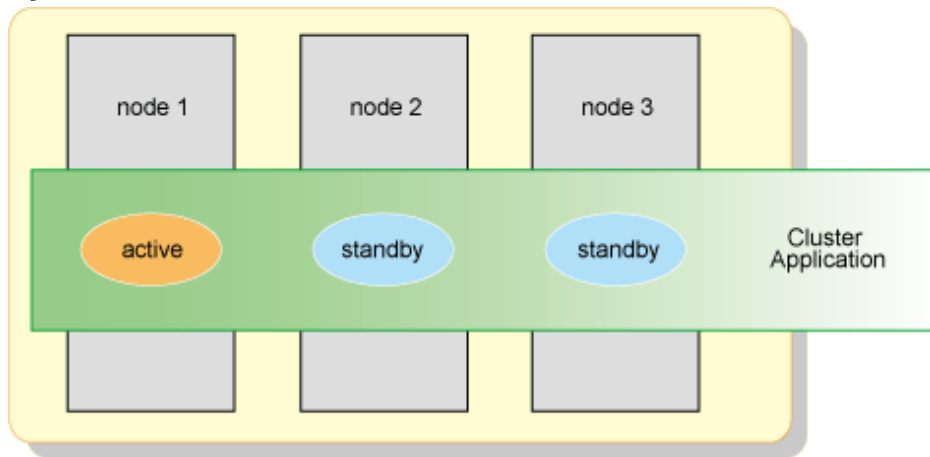 node 1
node 2
node 3
active
standby
standby
Cluster
Application